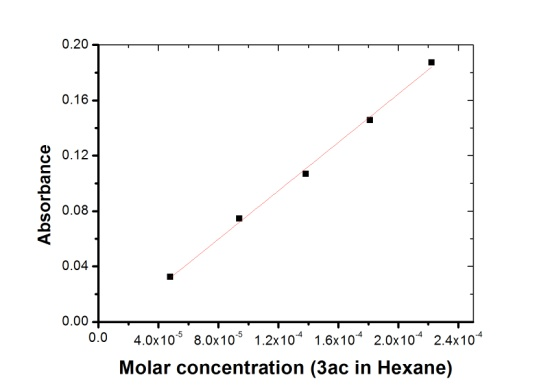 0.20
0.16
0.12
0.08
0.04
0.00
Absorbance
0.0 4.0x10⁻⁵ 8.0x10⁻⁵ 1.2x10⁻⁴ 1.6x10⁻⁴ 2.0x10⁻⁴ 2.4x10⁻⁴
Molar concentration (3ac in Hexane)